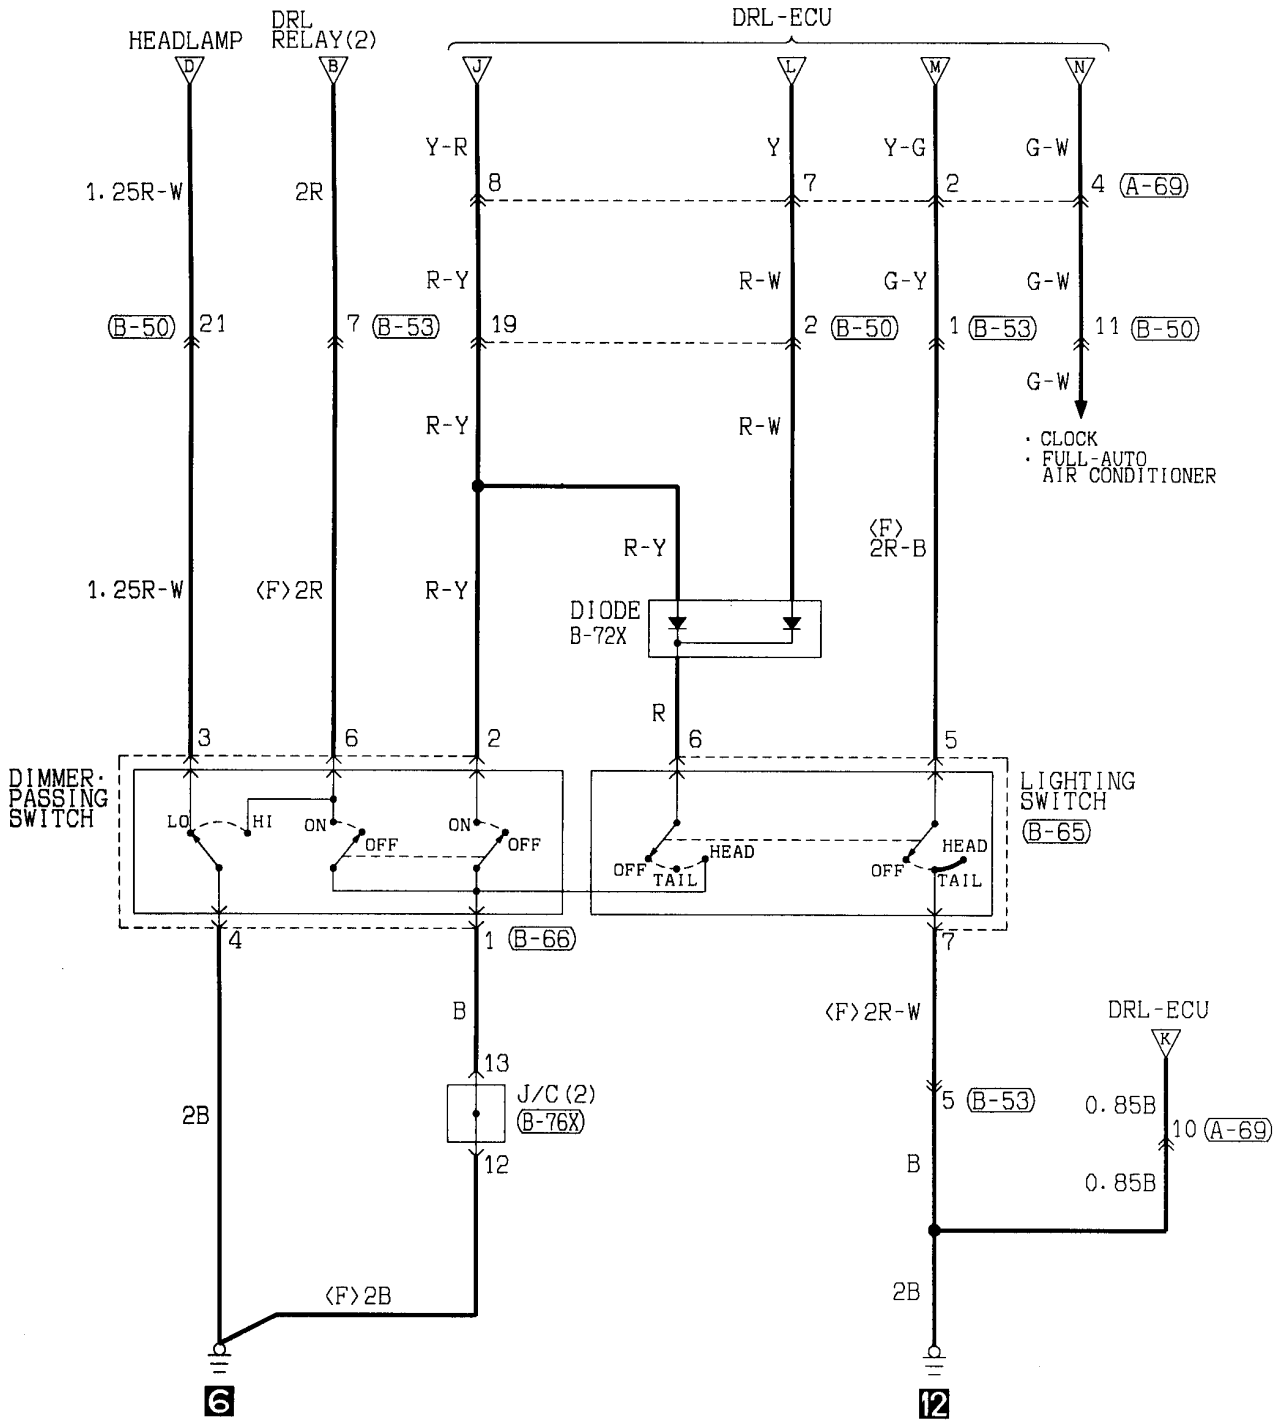 HEADLAMP
DRL
RELAY(2)
DRL-ECU
D
B
J
L
M
N
Y-R
Y
Y-G
G-W
1.25R-W
2R
8
7
2
4 (A-69)
R-Y
R-W
G-Y
G-W
(B-50) 21
7 (B-53)
19
2 (B-50)
1 (B-53)
11 (B-50)
G-W
R-Y
R-W
· CLOCK
· FULL-AUTO
AIR CONDITIONER
<F>
2R-B
R-Y
1.25R-W
<F>2R
R-Y
DIODE
B-72X
R
3
6
2
6
5
DIMMER·
PASSING
SWITCH
LO
HI
ON
OFF
ON
OFF
OFF
TAIL
HEAD
OFF
TAIL
HEAD
LIGHTING
SWITCH
(B-65)
4
1 (B-66)
7
B
<F>2R-W
DRL-ECU
K
13
J/C(2)
(B-76X)
12
2B
5 (B-53)
0.85B
10 (A-69)
B
0.85B
<F>2B
2B
6
12